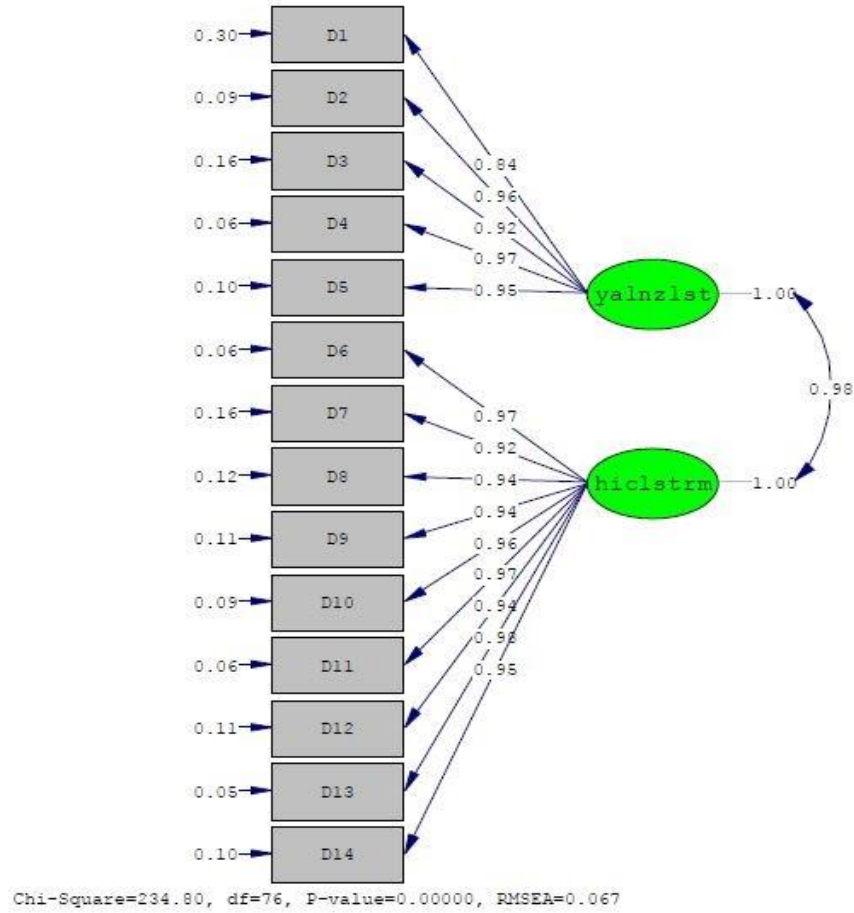 0.30 D1
0.09 D2
0.16 D3
0.84
0.96
0.06 D4
0.92
0.97
0.10 D5
0.95
yalnzlst 1.00
0.06 D6
0.98
0.16 D7
0.97
0.92
0.12 D8
0.94
hiclstrm 1.00
0.11 D9
0.94
0.96
0.09 D10
0.97
0.94
0.06 D11
0.98
0.95
0.11 D12
0.05 D13
0.10 D14
Chi-Square=234.80, df=76, P-value=0.00000, RMSEA=0.067